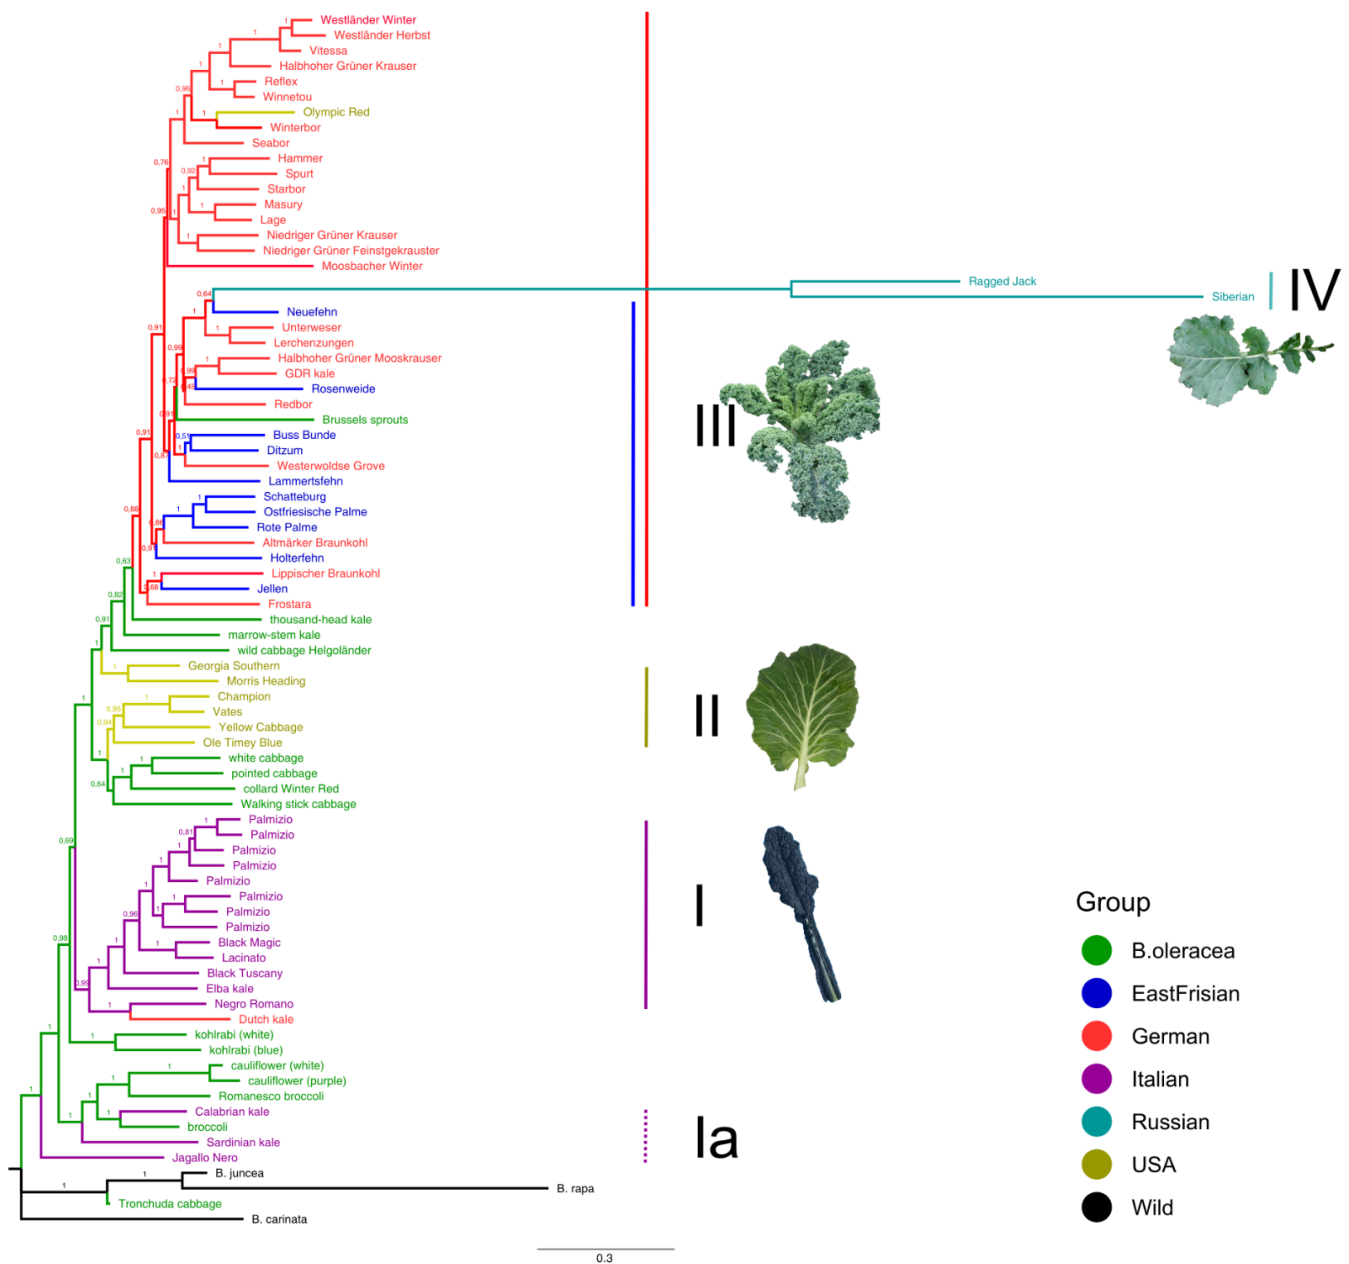 Westländer Winter
Westländer Herbst
Vitessa
Halbhoher Grüner Krauser
Reflex
Winnetou
Olympic Red
Winterbor
Seabor
Hammer
Spurt
Starbor
Masury
Lage
Niedriger Grüner Krauser
Niedriger Grüner Feinstgekrauster
Moosbacher Winter
Ragged Jack
Siberian
IV
Neuefehn
Unterweser
Lerchenzungen
Halbhoher Grüner Mooskrauser
GDR kale
Rosenweide
Redbor
Brussels sprouts
III
Buss Bunde
Ditzum
Westerwoldse Grove
Lammertsfehn
Schatteburg
Ostfriesische Palme
Rote Palme
Altmärker Braunkohl
Holterfehn
Lippischer Braunkohl
Jellen
Frostara
thousand-head kale
marrow-stem kale
wild cabbage Helgoländer
Georgia Southern
Morris Heading
Champion
Vates
II
Yellow Cabbage
Ole Timey Blue
white cabbage
pointed cabbage
collard Winter Red
Walking stick cabbage
Palmizio
Palmizio
Palmizio
Palmizio
Palmizio
Palmizio
I
Palmizio
Palmizio
Black Magic
Lacinato
Black Tuscany
Elba kale
Negro Romano
Dutch kale
kohlrabi (white)
kohlrabi (blue)
cauliflower (white)
cauliflower (purple)
Romanesco broccoli
Calabrian kale
broccoli
Ia
Sardinian kale
Jagallo Nero
B. juncea
B. rapa
Tronchuda cabbage
B. carinata
0.3
Group
B.oleracea
EastFrisian
German
Italian
Russian
USA
Wild